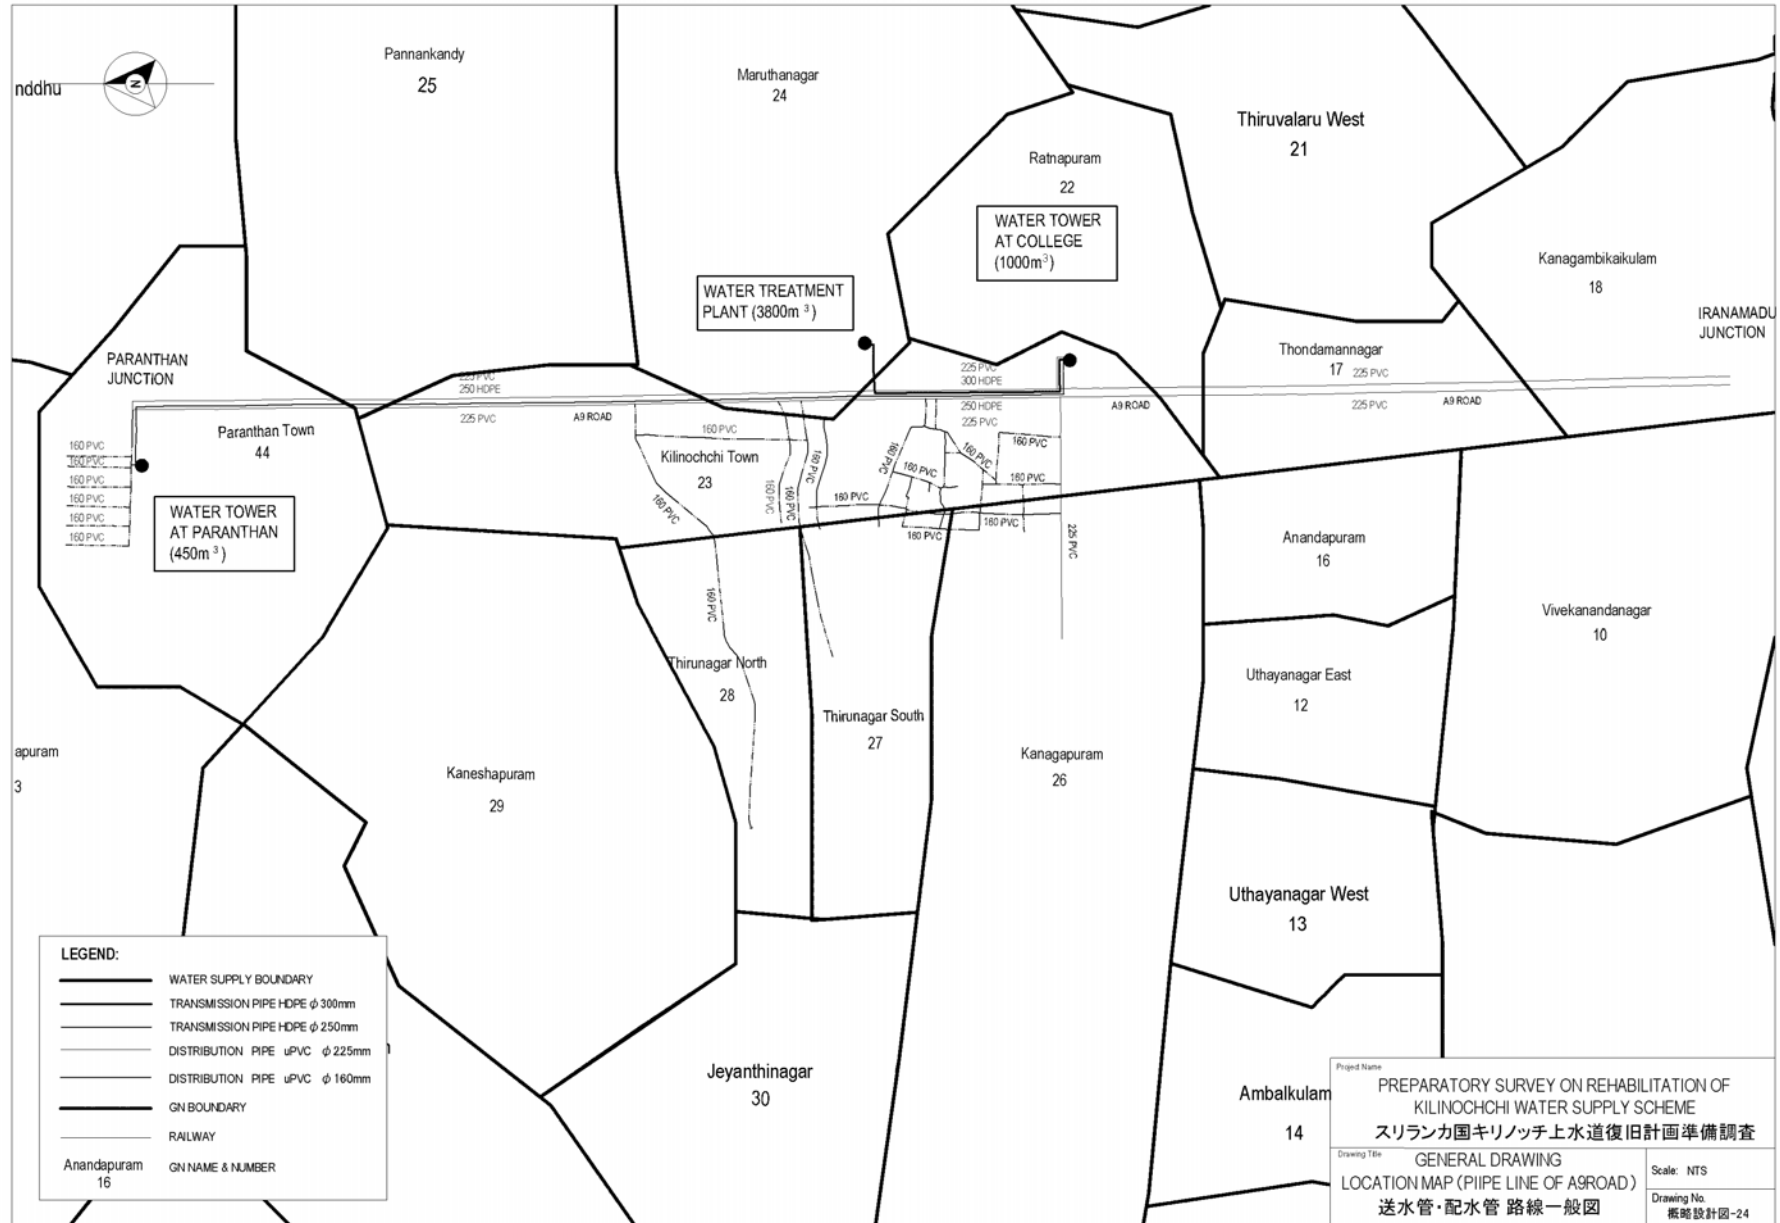 nddhu
N
Pannankandy
25
Maruthanagar
24
Thiruvalaru West
21
Ratnapuram
22
WATER TOWER
AT COLLEGE
(1000m³)
Kanagambikaikulam
18
IRANAMADU
JUNCTION
WATER TREATMENT
PLANT (3800m ³)
PARANTHAN
JUNCTION
Thondamannagar
17
225 PVC
225 PVC
250 HDPE
225 PVC
300 HDPE
225 PVC
A9 ROAD
250 HDPE
225 PVC
A9 ROAD
225 PVC
A9 ROAD
Paranthan Town
44
160 PVC
160 PVC
160 PVC
160 PVC
160 PVC
160 PVC
WATER TOWER
AT PARANTHAN
(450m ³)
160 PVC
Kilinochchi Town
23
160 PVC
160 PVC
160 PVC
160 PVC
160 PVC
160 PVC
160 PVC
160 PVC
160 PVC
160 PVC
160 PVC
160 PVC
225 PVC
160 PVC
Anandapuram
16
Vivekanandanagar
10
Thirunagar North
28
Uthayanagar East
12
Thirunagar South
27
Kanagapuram
26
apuram
3
Kaneshapuram
29
Uthayanagar West
13
Jeyanthinagar
30
Ambalkulam
14
LEGEND:
WATER SUPPLY BOUNDARY
TRANSMISSION PIPE HDPE φ 300mm
TRANSMISSION PIPE HDPE φ 250mm
DISTRIBUTION PIPE uPVC φ 225mm
DISTRIBUTION PIPE uPVC φ 160mm
GN BOUNDARY
RAILWAY
Anandapuram
16
GN NAME & NUMBER
Project Name
PREPARATORY SURVEY ON REHABILITATION OF
KILINOCHCHI WATER SUPPLY SCHEME
スリランカ国キリノッチ上水道復旧計画準備調査
Drawing Title
GENERAL DRAWING
LOCATION MAP (PIIPE LINE OF A9ROAD)
送水管・配水管 路線一般図
Scale: NTS
Drawing No.
概略設計図-24